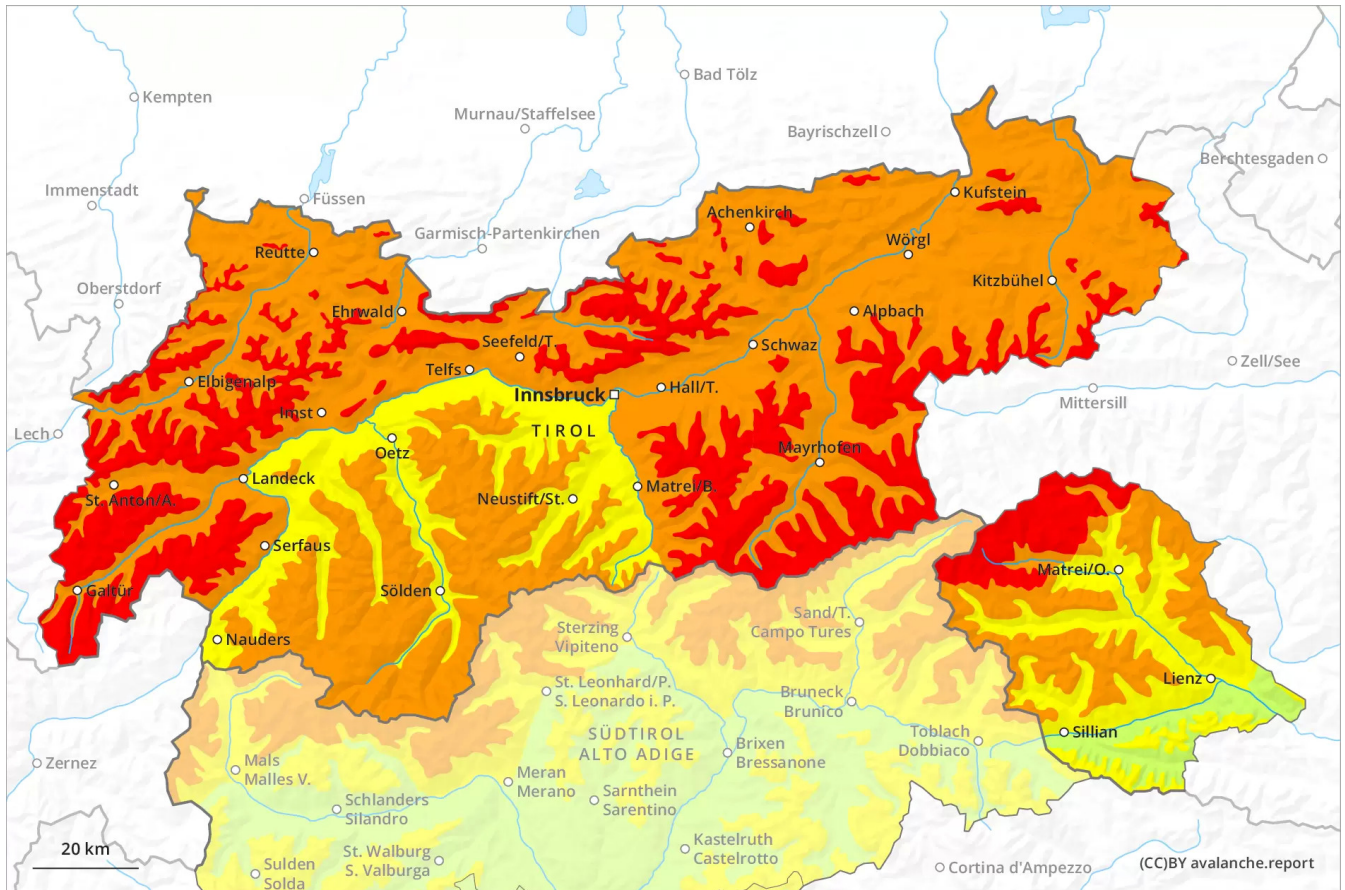 Bad Tölz
Kempten
Murnau/Staffelsee
Bayrischzell
Berchtesgaden
Immenstadt
Füssen
Kufstein
Achenkirch
Garmisch-Partenkirchen
Wörgl
Reutte
Kitzbühel
Oberstdorf
Ehrwald
Alpbach
Seefeld/T.
Schwaz
Zell/See
Telfs
Elbigenalp
Hall/T.
Innsbruck
Mittersill
Imst
TIROL
Lech
Oetz
Mayrhofen
Landeck
St. Anton/A.
Neustift/St.
Matrei/B.
Serfaus
Matrei/O.
Galtür
Sölden
Sand/T.
Campo Tures
Sterzing
Vipiteno
Nauders
Lienz
St. Leonhard/P.
S. Leonardo i. P.
Bruneck
Brunico
SÜDTIROL
ALTO ADIGE
Toblach
Dobbiaco
Sillian
Brixen
Bressanone
Zernez
Mals
Malles V.
Meran
Merano
Sarnthein
Sarentino
Schlanders
Silandro
Kastelruth
Castelrotto
20 km
St. Walburg
S. Valburga
Sulden
Solda
Cortina d'Ampezzo
(CC)BY avalanche.report